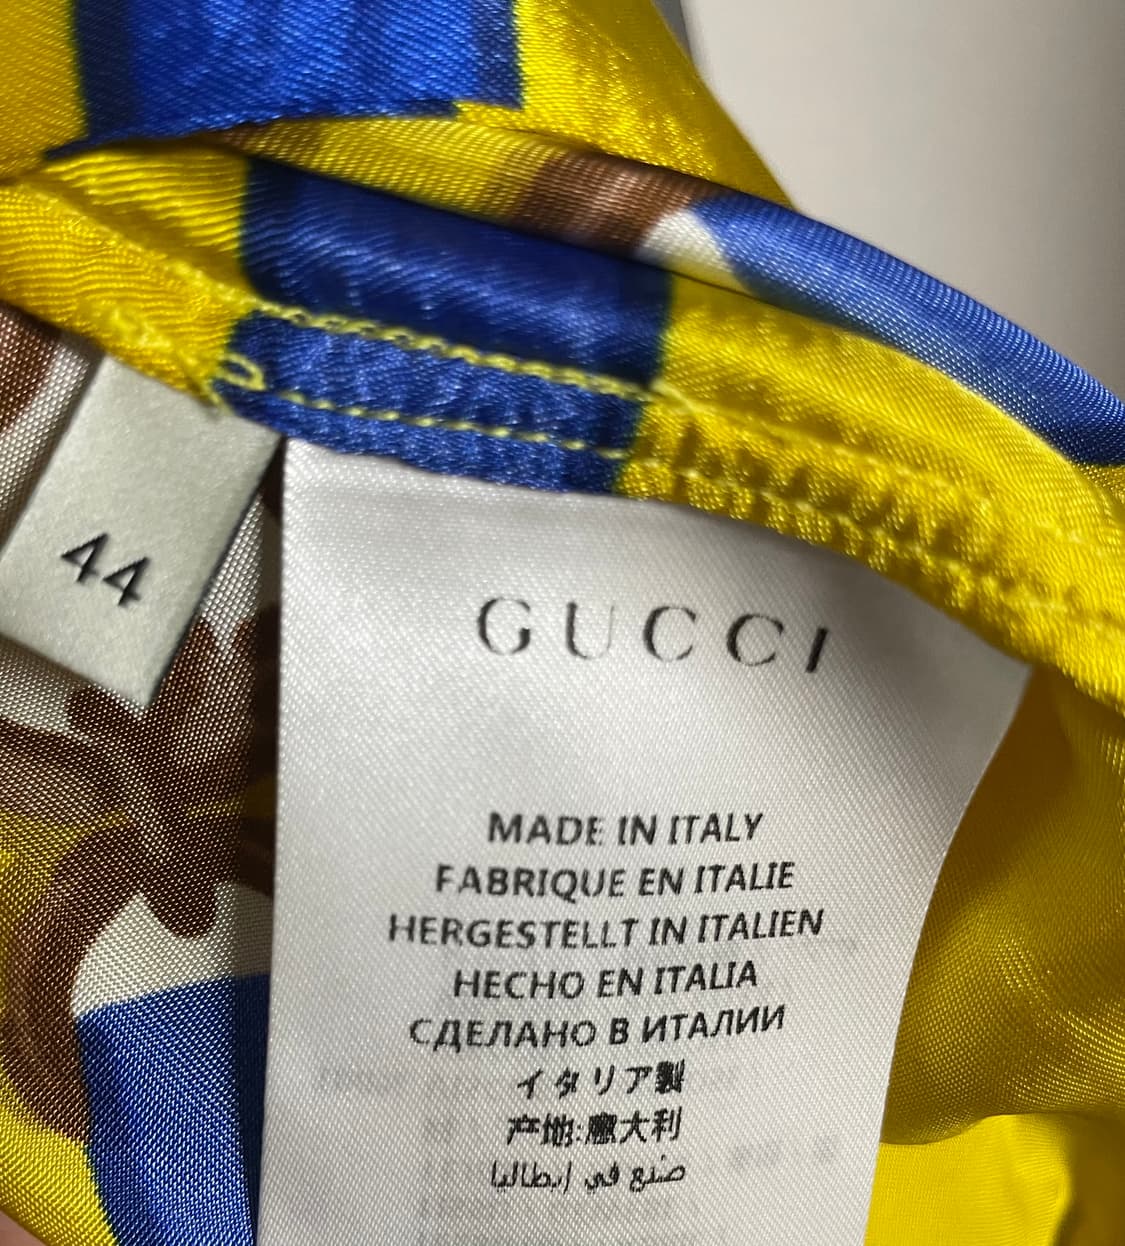 44
GUCCI
MADE IN ITALY
FABRIQUE EN ITALIE
HERGESTELLT IN ITALIEN
HECHO EN ITALIA
СДЕЛАНО В ИТАЛИИ
イタリア製
产地:意大利
صنع في إيطاليا